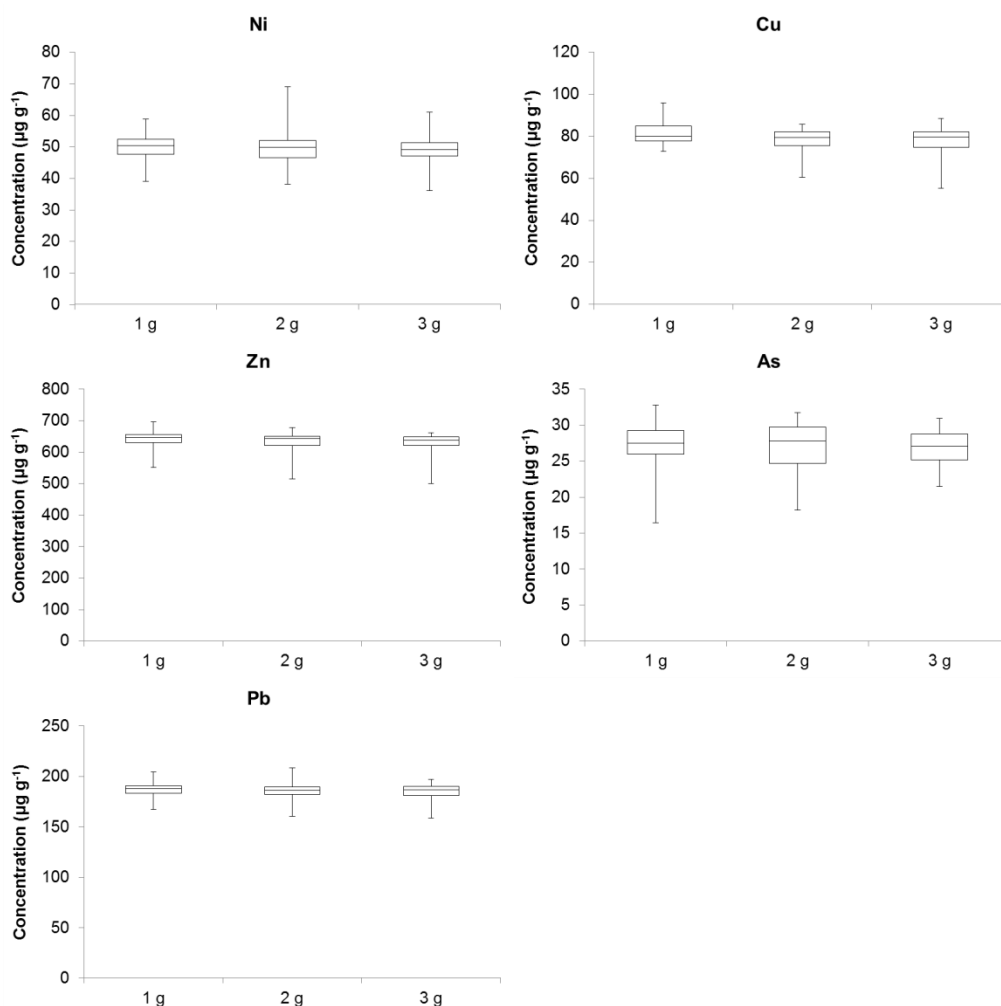 Ni
Concentration (µg g⁻¹)
80
70
60
50
40
30
20
10
0
1 g 2 g 3 g
Cu
Concentration (µg g⁻¹)
120
100
80
60
40
20
0
1 g 2 g 3 g
Zn
Concentration (µg g⁻¹)
800
700
600
500
400
300
200
100
0
1 g 2 g 3 g
As
Concentration (µg g⁻¹)
35
30
25
20
15
10
5
0
1 g 2 g 3 g
Pb
Concentration (µg g⁻¹)
250
200
150
100
50
0
1 g 2 g 3 g